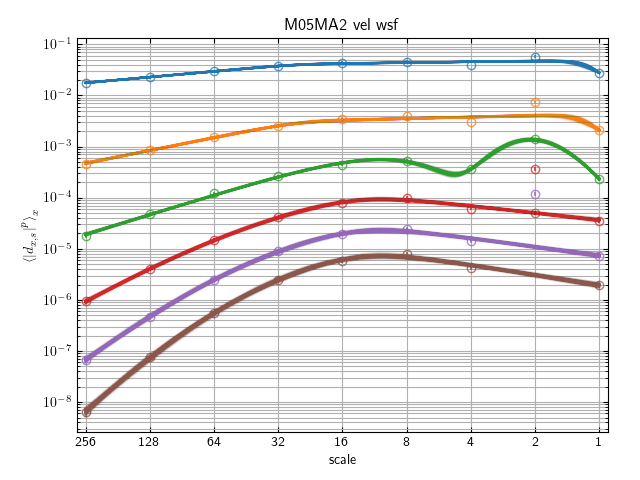 M05MA2 vel wsf
10⁻¹
10⁻²
10⁻³
10⁻⁴
10⁻⁵
10⁻⁶
10⁻⁷
10⁻⁸
⟨|d_{x,s}|^p⟩_x
256 128 64 32 16 8 4 2 1
scale